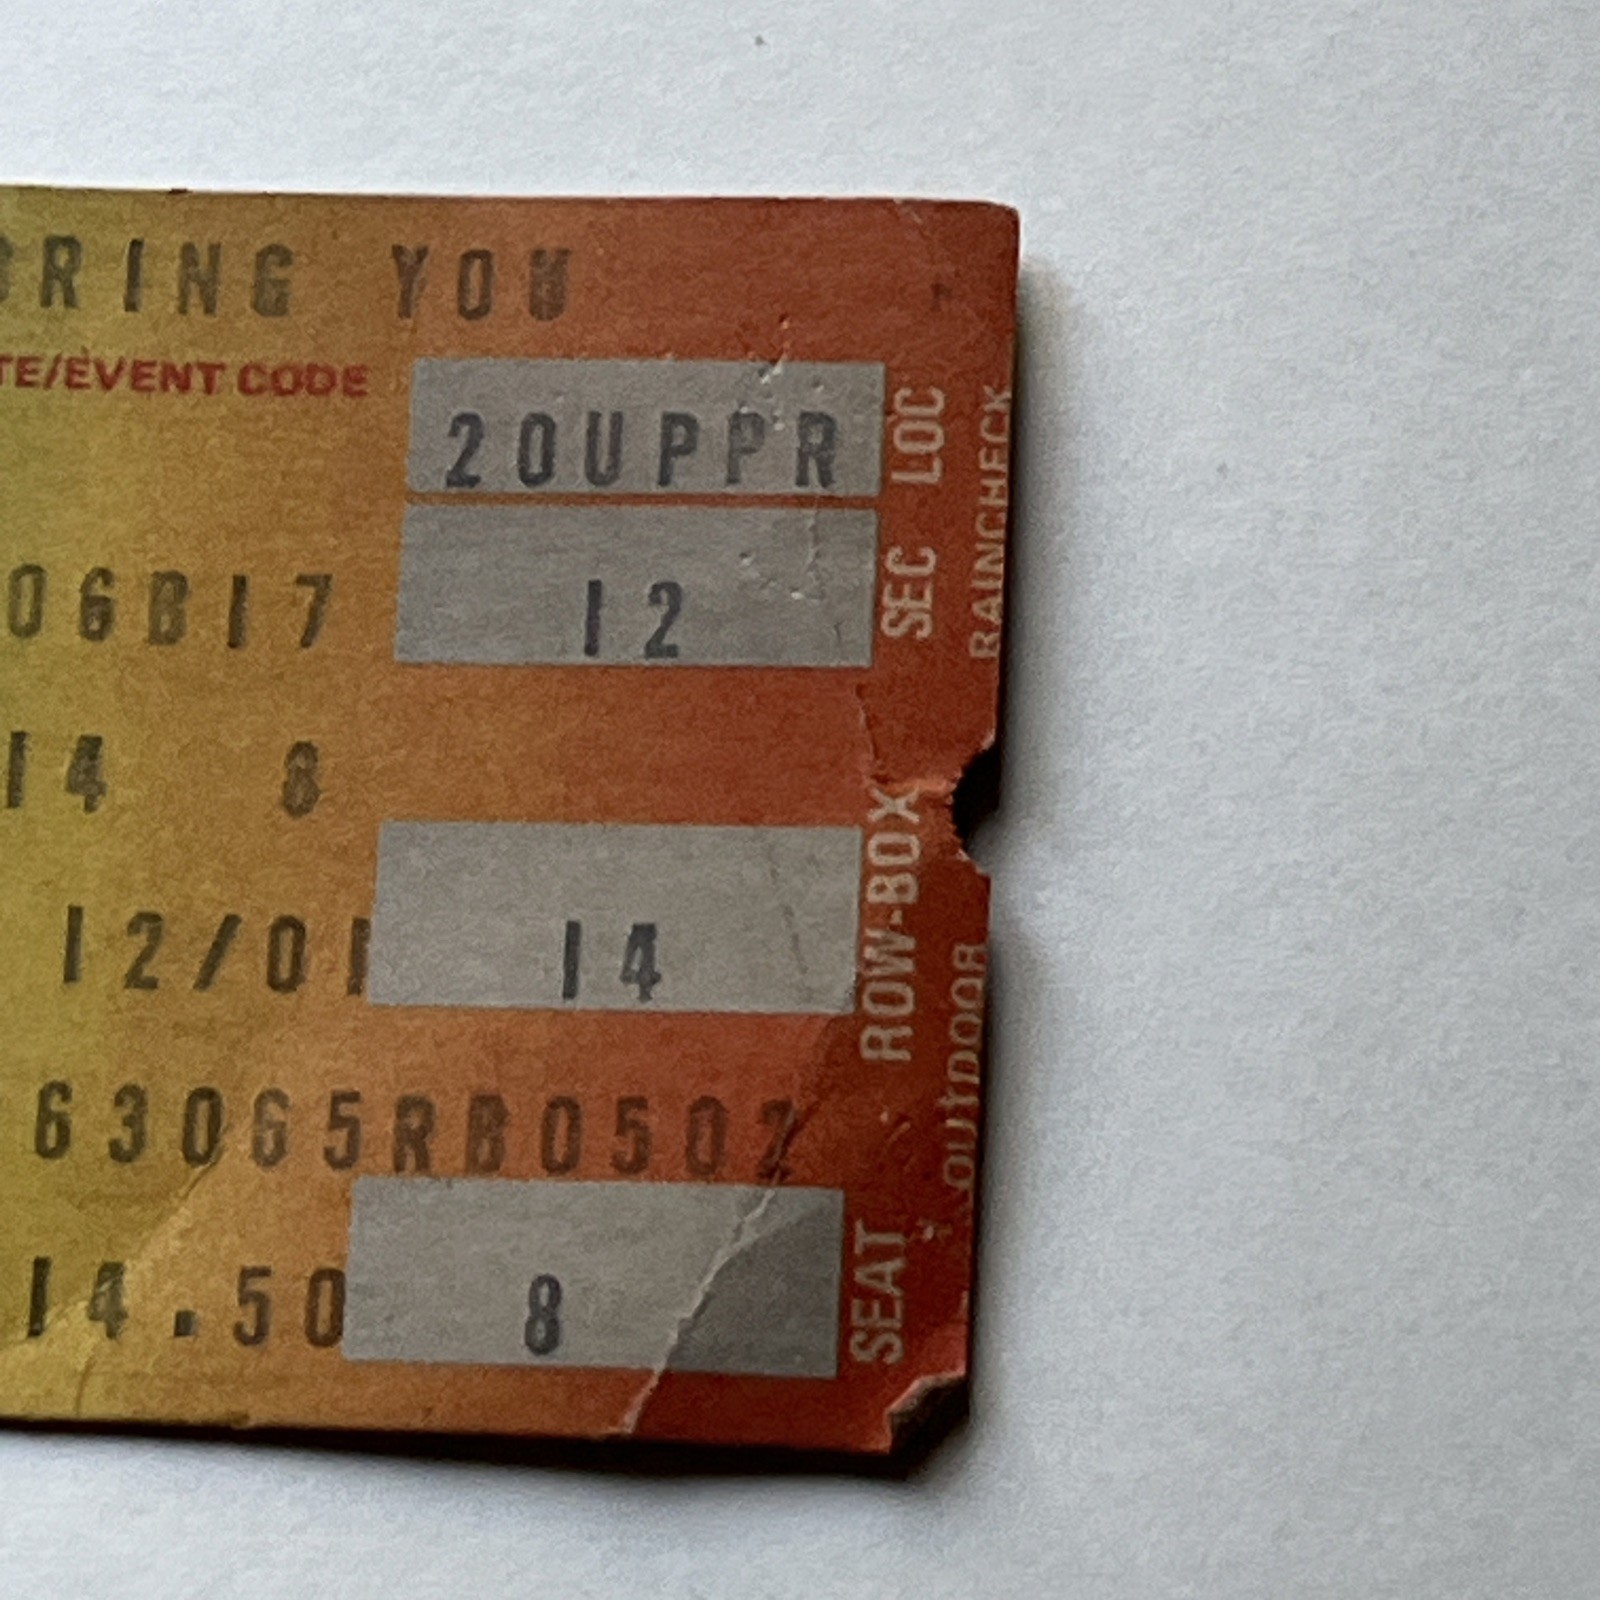 BRING YOU
TE/EVENT CODE
20UPPR
LOC
06B17
12
SEC
RAINCHECK
14 8
12/01
14
ROW-BOX
OUTDOOR
63065RB0502
14.50
8
SEAT